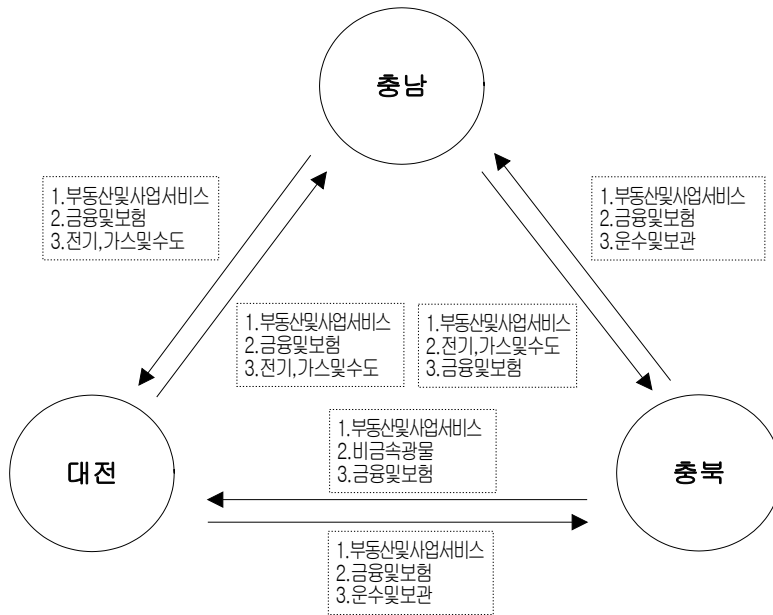 충남
1.부동산및사업서비스
2.금융및보험
3.전기,가스및수도
1.부동산및사업서비스
2.금융및보험
3.운수및보관
1.부동산및사업서비스
2.금융및보험
3.전기,가스및수도
1.부동산및사업서비스
2.전기,가스및수도
3.금융및보험
대전
1.부동산및사업서비스
2.비금속광물
3.금융및보험
충북
1.부동산및사업서비스
2.금융및보험
3.운수및보관